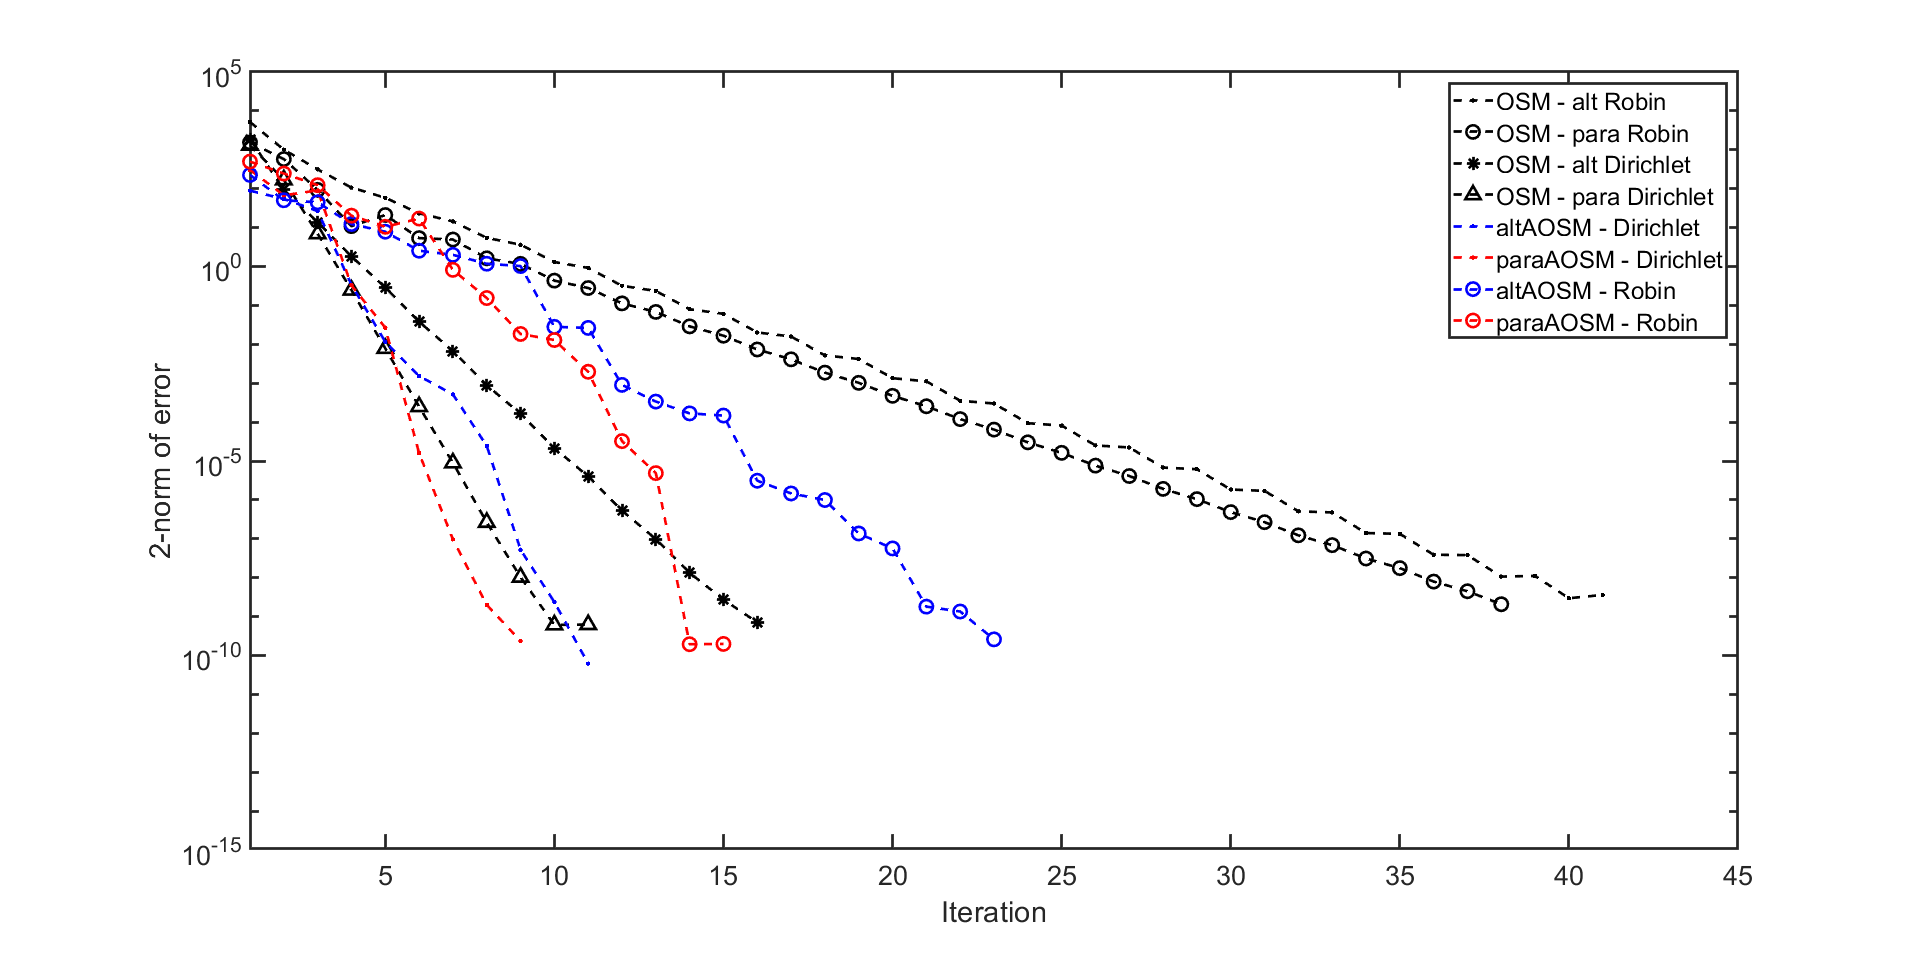 10^5
10^0
10^-5
10^-10
10^-15
2-norm of error
5 10 15 20 25 30 35 40 45
Iteration
OSM - alt Robin
OSM - para Robin
OSM - alt Dirichlet
OSM - para Dirichlet
altAOSM - Dirichlet
paraAOSM - Dirichlet
altAOSM - Robin
paraAOSM - Robin